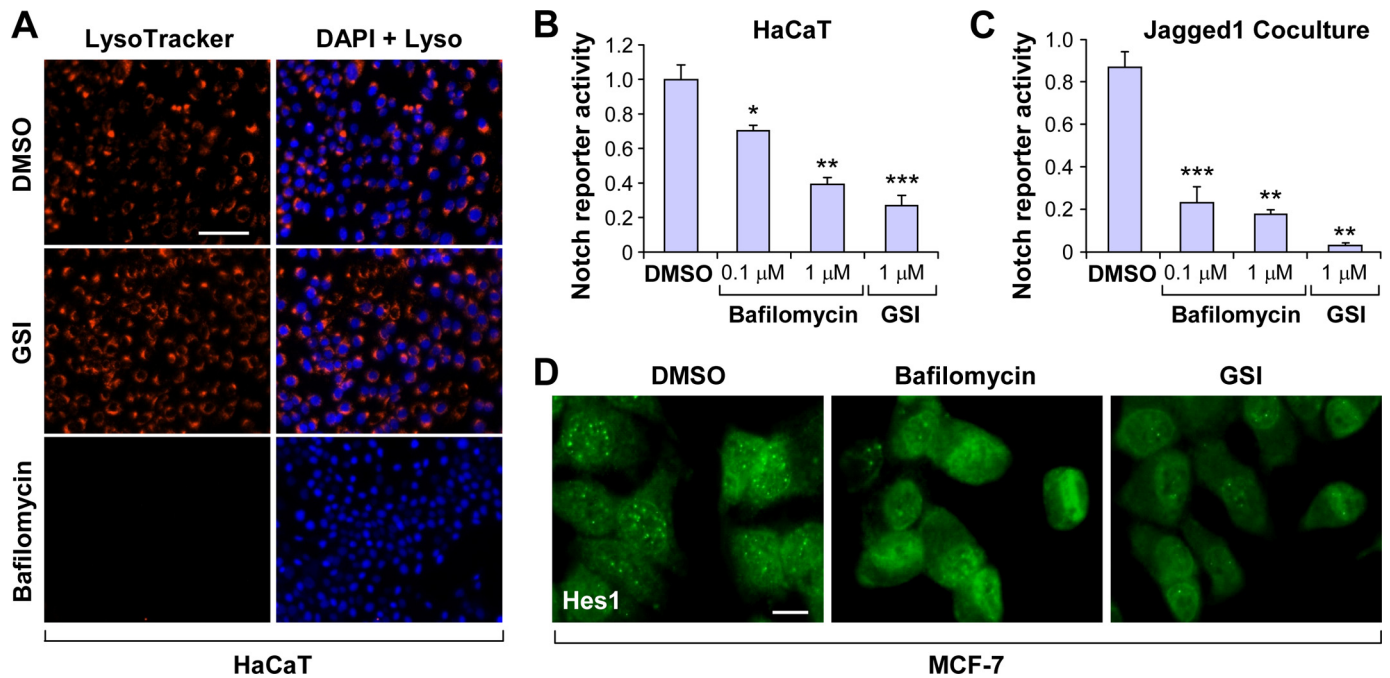 A
LysoTracker DAPI + Lyso
DMSO
GSI
Bafilomycin
HaCaT
B
HaCaT
Notch reporter activity
1.2
1.0
0.8
0.6
0.4
0.2
0
*
**
***
DMSO 0.1 μM 1 μM 1 μM
Bafilomycin GSI
C
Jagged1 Coculture
Notch reporter activity
1.0
0.8
0.6
0.4
0.2
0
***
**
**
DMSO 0.1 μM 1 μM 1 μM
Bafilomycin GSI
D
DMSO Bafilomycin GSI
Hes1
MCF-7